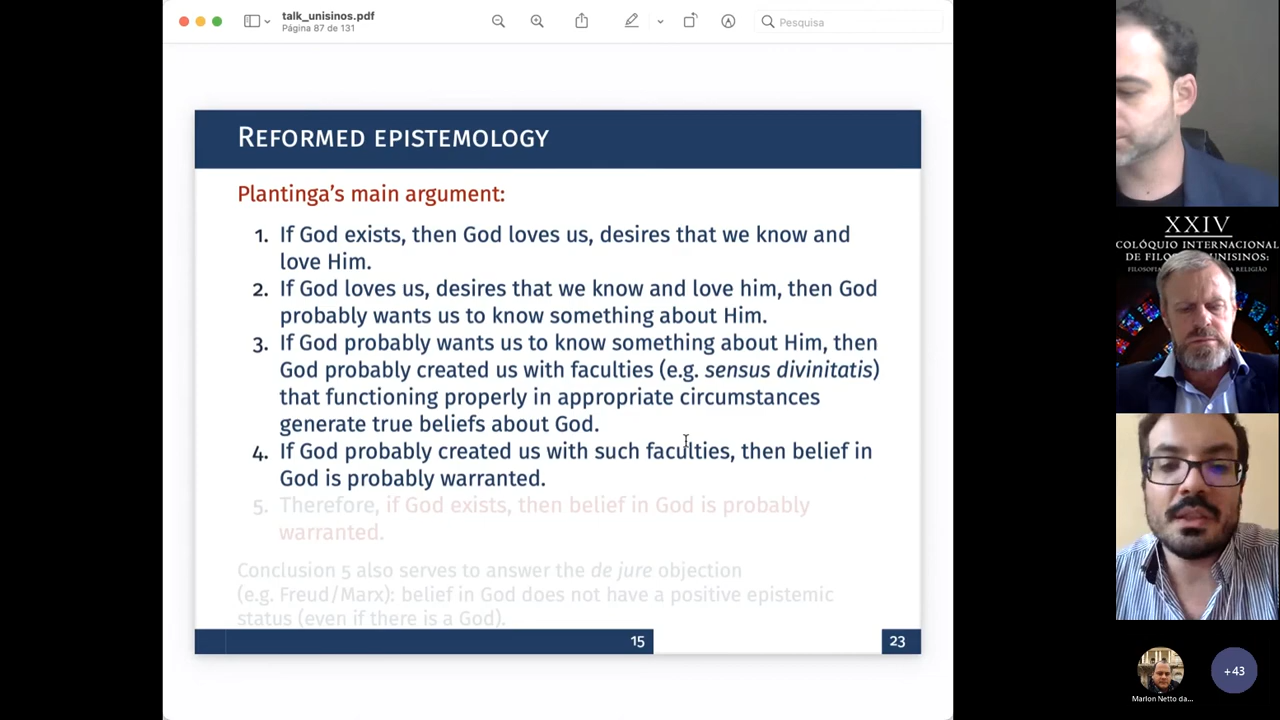 talk_unisinos.pdf
Página 87 de 131
Pesquisa
Reformed epistemology
Plantinga's main argument:
1. If God exists, then God loves us, desires that we know and
love Him.
2. If God loves us, desires that we know and love him, then God
probably wants us to know something about Him.
3. If God probably wants us to know something about Him, then
God probably created us with faculties (e.g. sensus divinitatis)
that functioning properly in appropriate circumstances
generate true beliefs about God.
4. If God probably created us with such faculties, then belief in
God is probably warranted.
5. Therefore, if God exists, then belief in God is probably
warranted.
Conclusion 5 also serves to answer the de jure objection
(e.g. Freud/Marx): belief in God does not have a positive epistemic
status (even if there is a God).
15
23
XXIV
COLÓQUIO INTERNACIONAL
DE
UNISINOS:
RELIGIÃO
Marlon Netto da...
+43